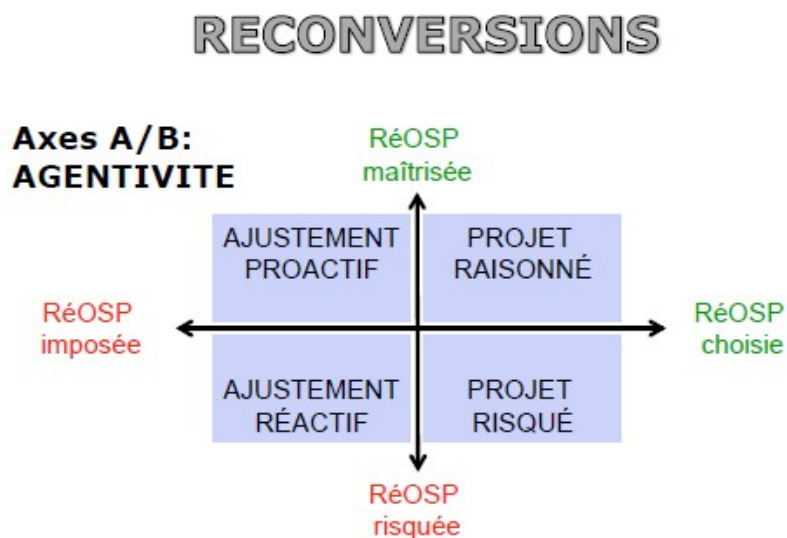 RECONVERSIONS
Axes A/B:
AGENTIVITE
RéOSP
maîtrisée
AJUSTEMENT
PROACTIF
PROJET
RAISONNÉ
RéOSP
imposée
RéOSP
choisie
AJUSTEMENT
RÉACTIF
PROJET
RISQUÉ
RéOSP
risquée